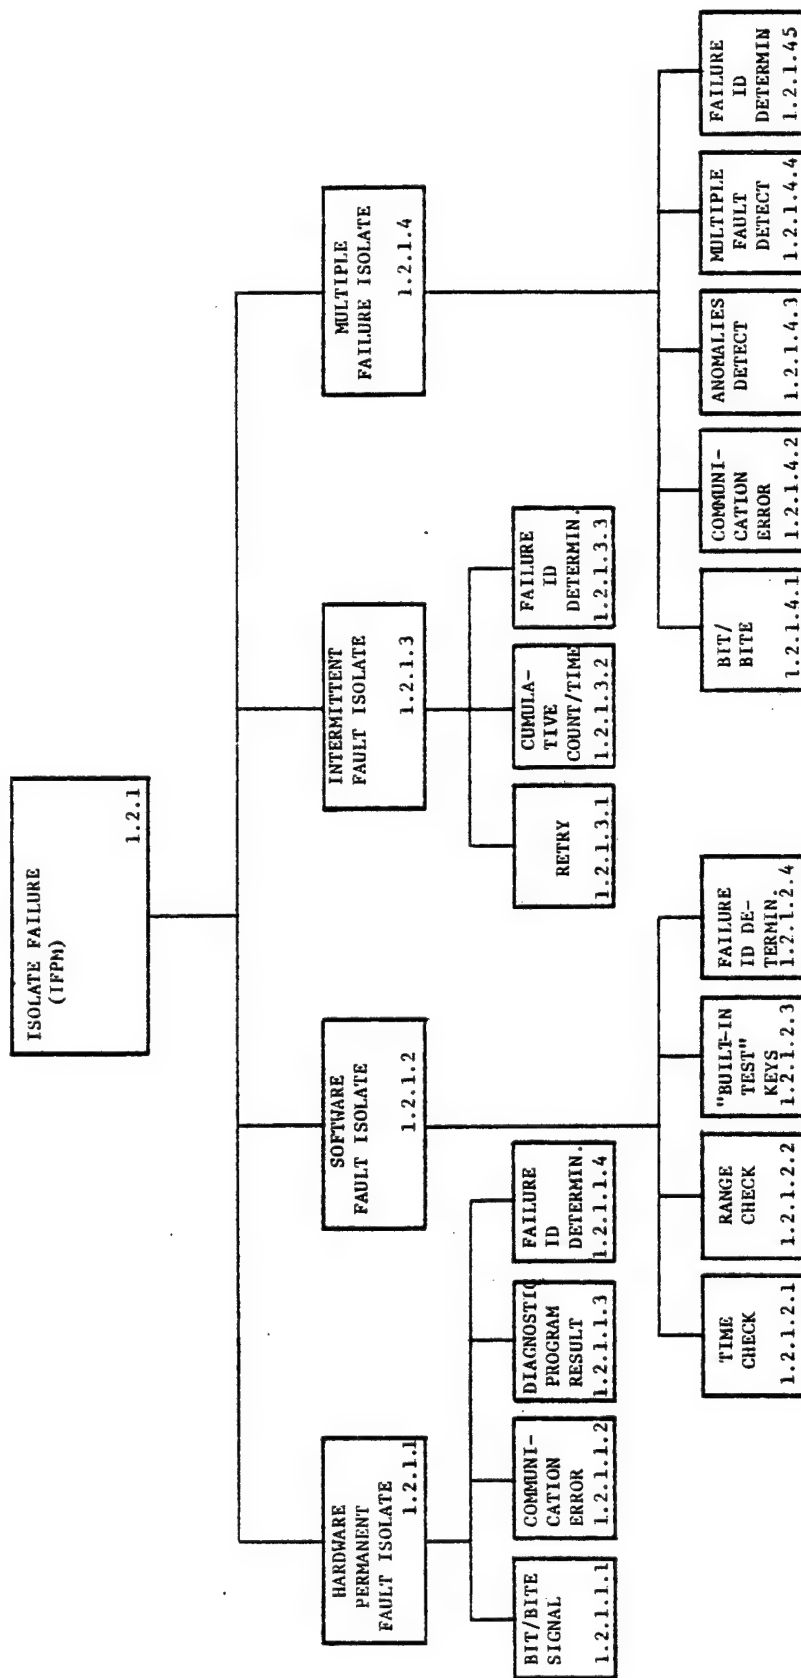 ISOLATE FAILURE
(IFPM)
1.2.1
HARDWARE
PERMANENT
FAULT ISOLATE
1.2.1.1
SOFTWARE
FAULT ISOLATE
1.2.1.2
INTERMITTENT
FAULT ISOLATE
1.2.1.3
MULTIPLE
FAILURE ISOLATE
1.2.1.4
BIT/BITE
SIGNAL
1.2.1.1.1
COMMUNI-
CATION
ERROR
1.2.1.1.2
DIAGNOSTIC
PROGRAM
RESULT
1.2.1.1.3
FAILURE
ID
DETERMIN.
1.2.1.1.4
TIME
CHECK
1.2.1.2.1
RANGE
CHECK
1.2.1.2.2
"BUILT-IN
TEST"
KEYS
1.2.1.2.3
FAILURE
ID DE-
TERMIN.
1.2.1.2.4
RETRY
1.2.1.3.1
CUMULA-
TIVE
COUNT/TIME
1.2.1.3.2
FAILURE
ID
DETERMIN.
1.2.1.3.3
BIT/
BITE
1.2.1.4.1
COMMUNI-
CATION
ERROR
1.2.1.4.2
ANOMALIES
DETECT
1.2.1.4.3
MULTIPLE
FAULT
DETECT
1.2.1.4.4
FAILURE
ID
DETERMIN
1.2.1.45